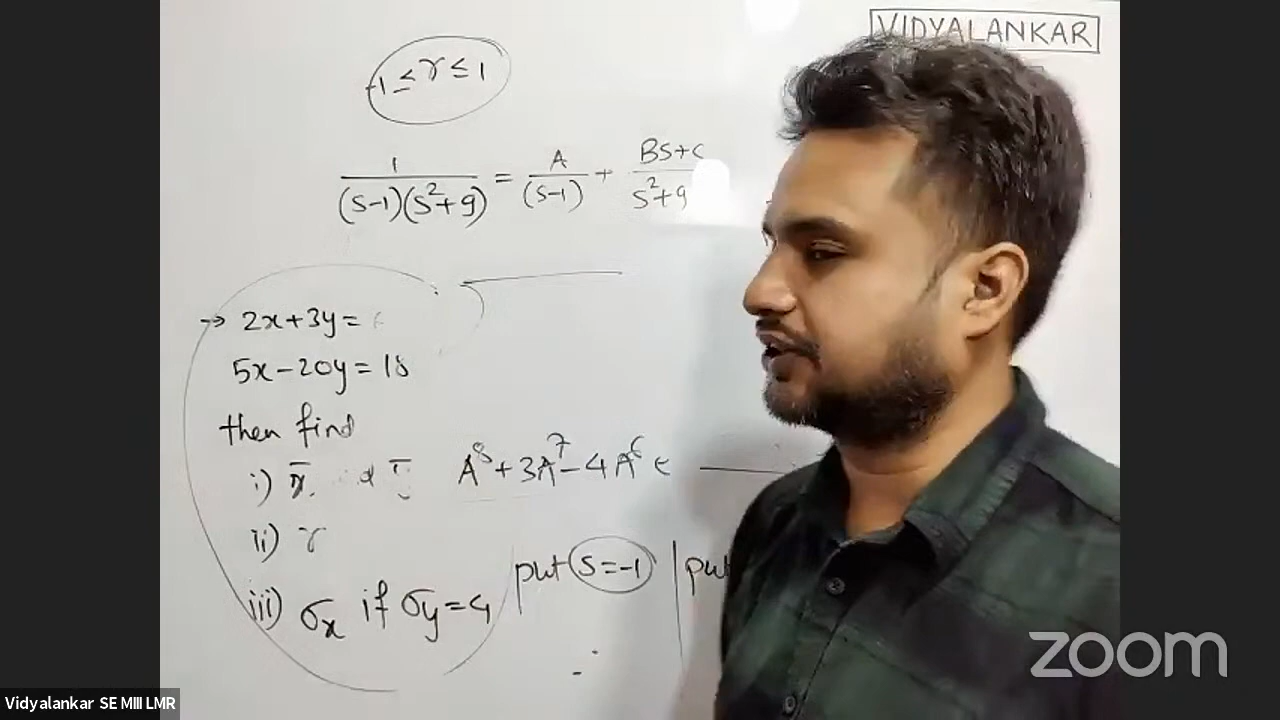 VIDYALANKAR
-1 ≤ r ≤ 1
1/((s-1)(s²+9)) = A/(s-1) + (Bs+c)/(s²+9)
→ 2x+3y=
5x-20y=18
then find
i) x̄
ii) r
iii) σx if σy=4
A⁸+3A⁷-4A⁶
put s=-1 | put
zoom
Vidyalankar SE MIII LMR